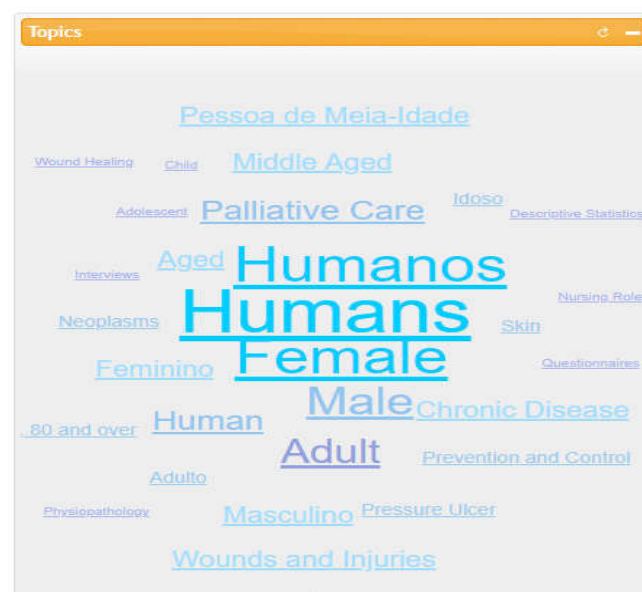 Topics
Pessoa de Meia-Idade
Wound Healing
Child
Middle Aged
Adolescent
Palliative Care
Idoso
Descriptive Statistics
Aged
Humanos
Interviews
Nursing Role
Neoplasms
Humans
Skin
Feminino
Female
Questionnaires
Male
Chronic Disease
, 80 and over
Human
Adult
Prevention and Control
Adulto
Physiopathology
Masculino
Pressure Ulcer
Wounds and Injuries